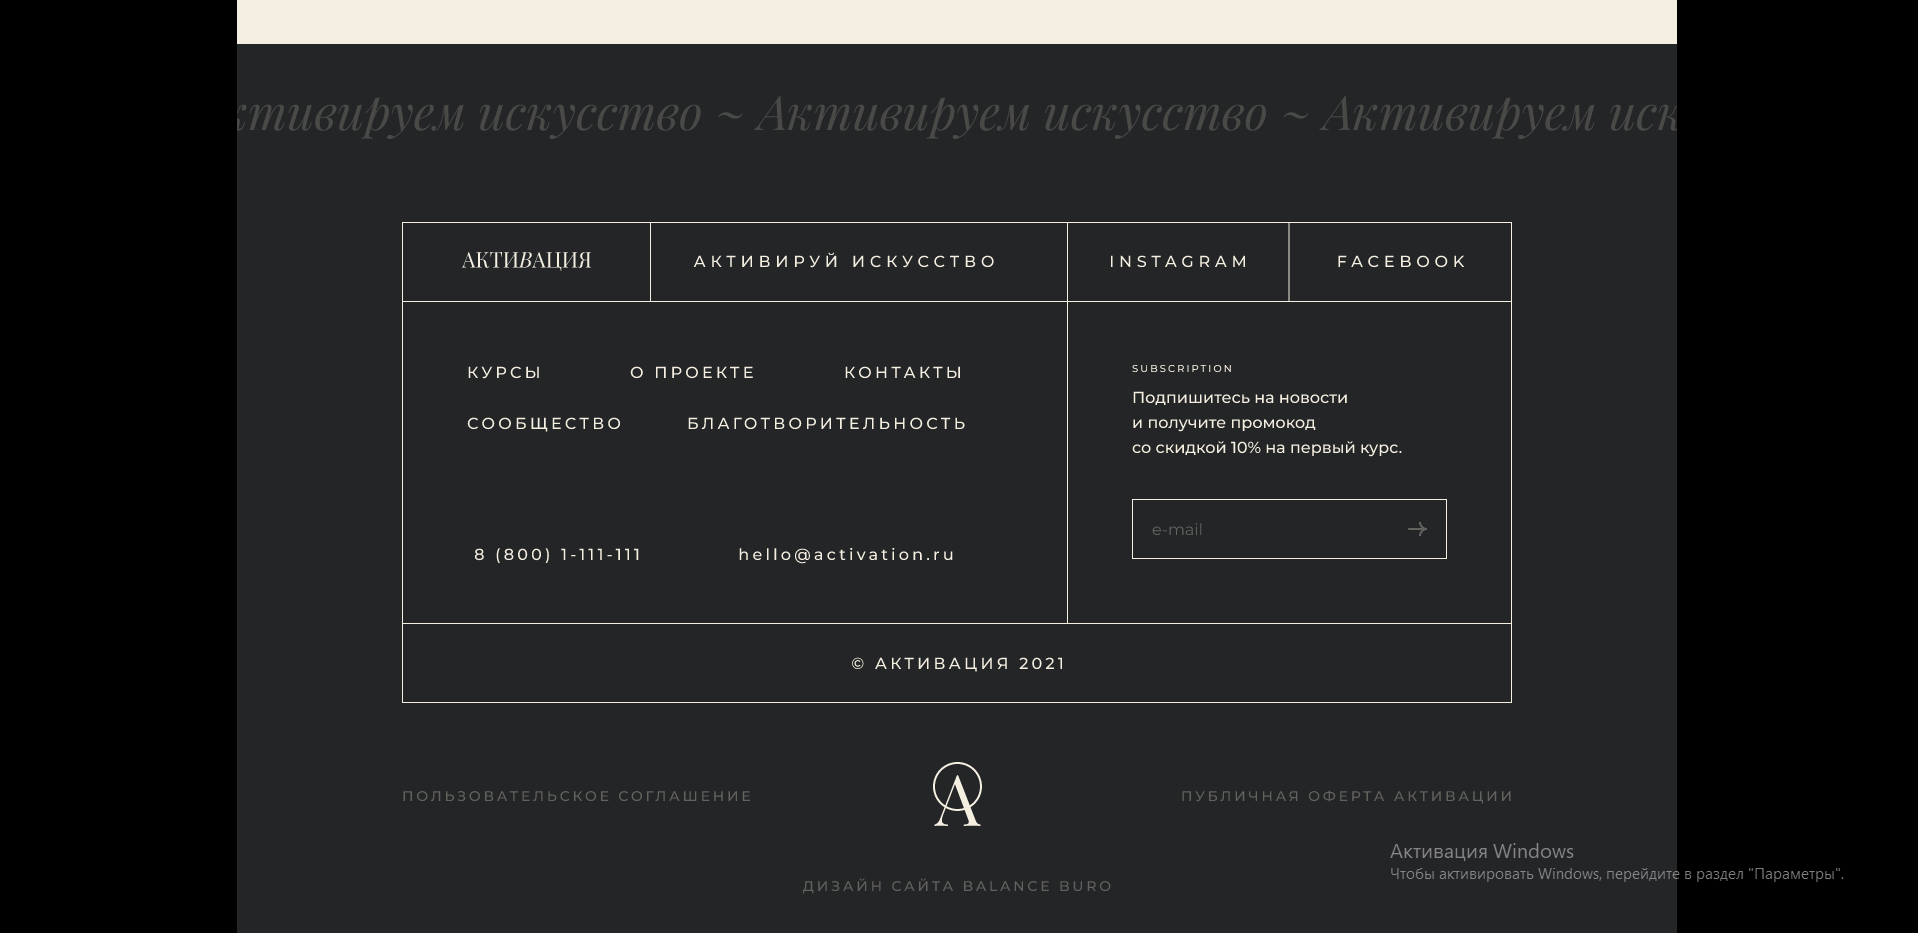 ктивируем искусство ~ Активируем искусство ~ Активируем иск
АКТИВАЦИЯ
АКТИВИРУЙ ИСКУССТВО
INSTAGRAM
FACEBOOK
КУРСЫ
О ПРОЕКТЕ
КОНТАКТЫ
СООБЩЕСТВО
БЛАГОТВОРИТЕЛЬНОСТЬ
8 (800) 1-111-111
hello@activation.ru
SUBSCRIPTION
Подпишитесь на новости
и получите промокод
со скидкой 10% на первый курс.
e-mail
© АКТИВАЦИЯ 2021
ПОЛЬЗОВАТЕЛЬСКОЕ СОГЛАШЕНИЕ
А
ПУБЛИЧНАЯ ОФЕРТА АКТИВАЦИИ
ДИЗАЙН САЙТА BALANCE BURO
Активация Windows
Чтобы активировать Windows, перейдите в раздел "Параметры".